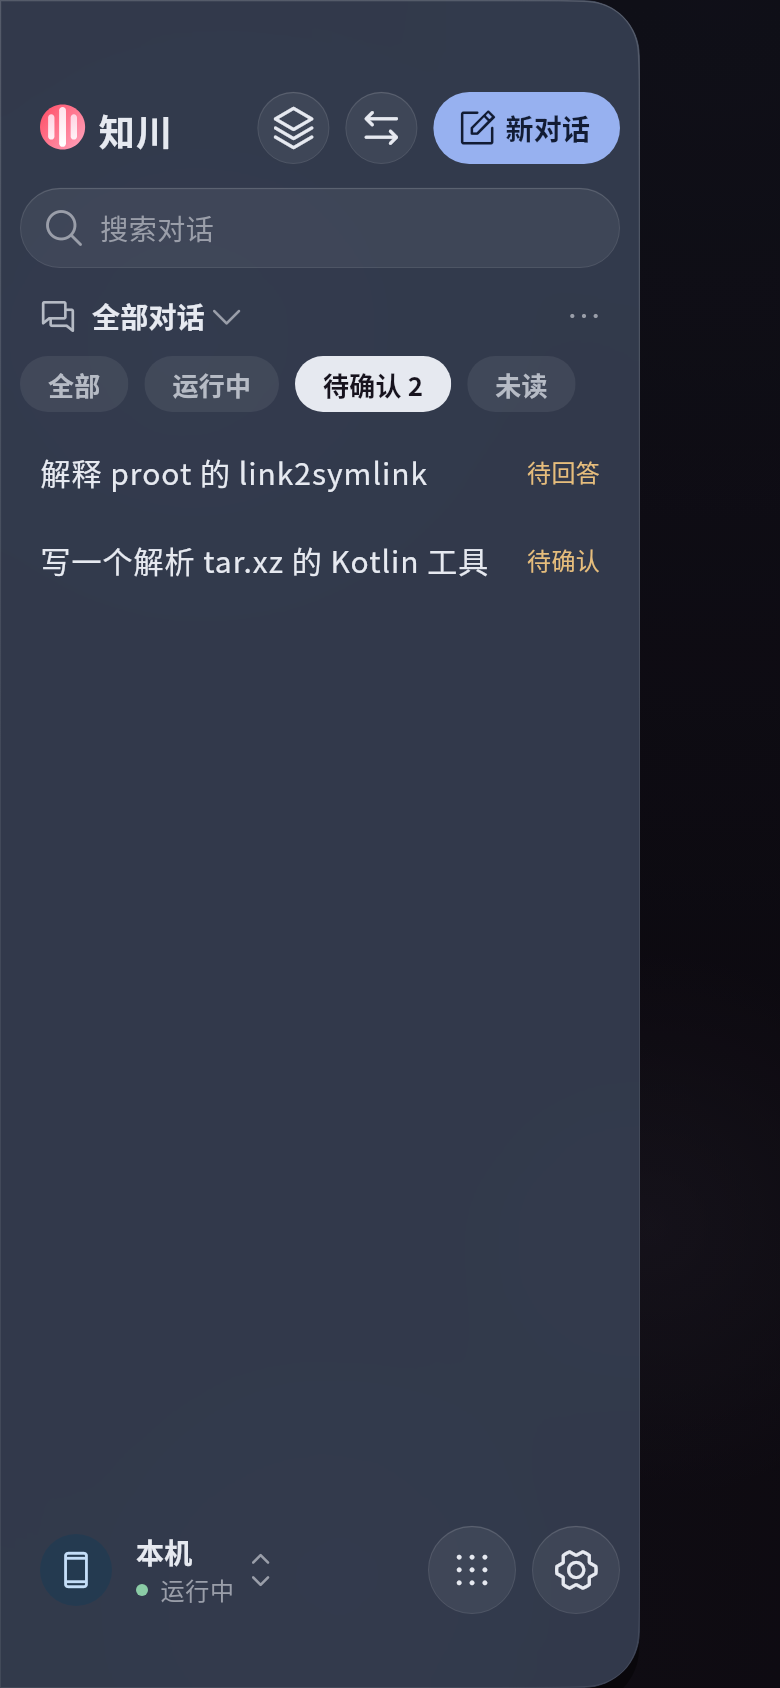 知川
新对话
搜索对话
全部对话
全部 运行中 待确认 2 未读
解释 proot 的 link2symlink 待回答
写一个解析 tar.xz 的 Kotlin 工具 待确认
本机
运行中